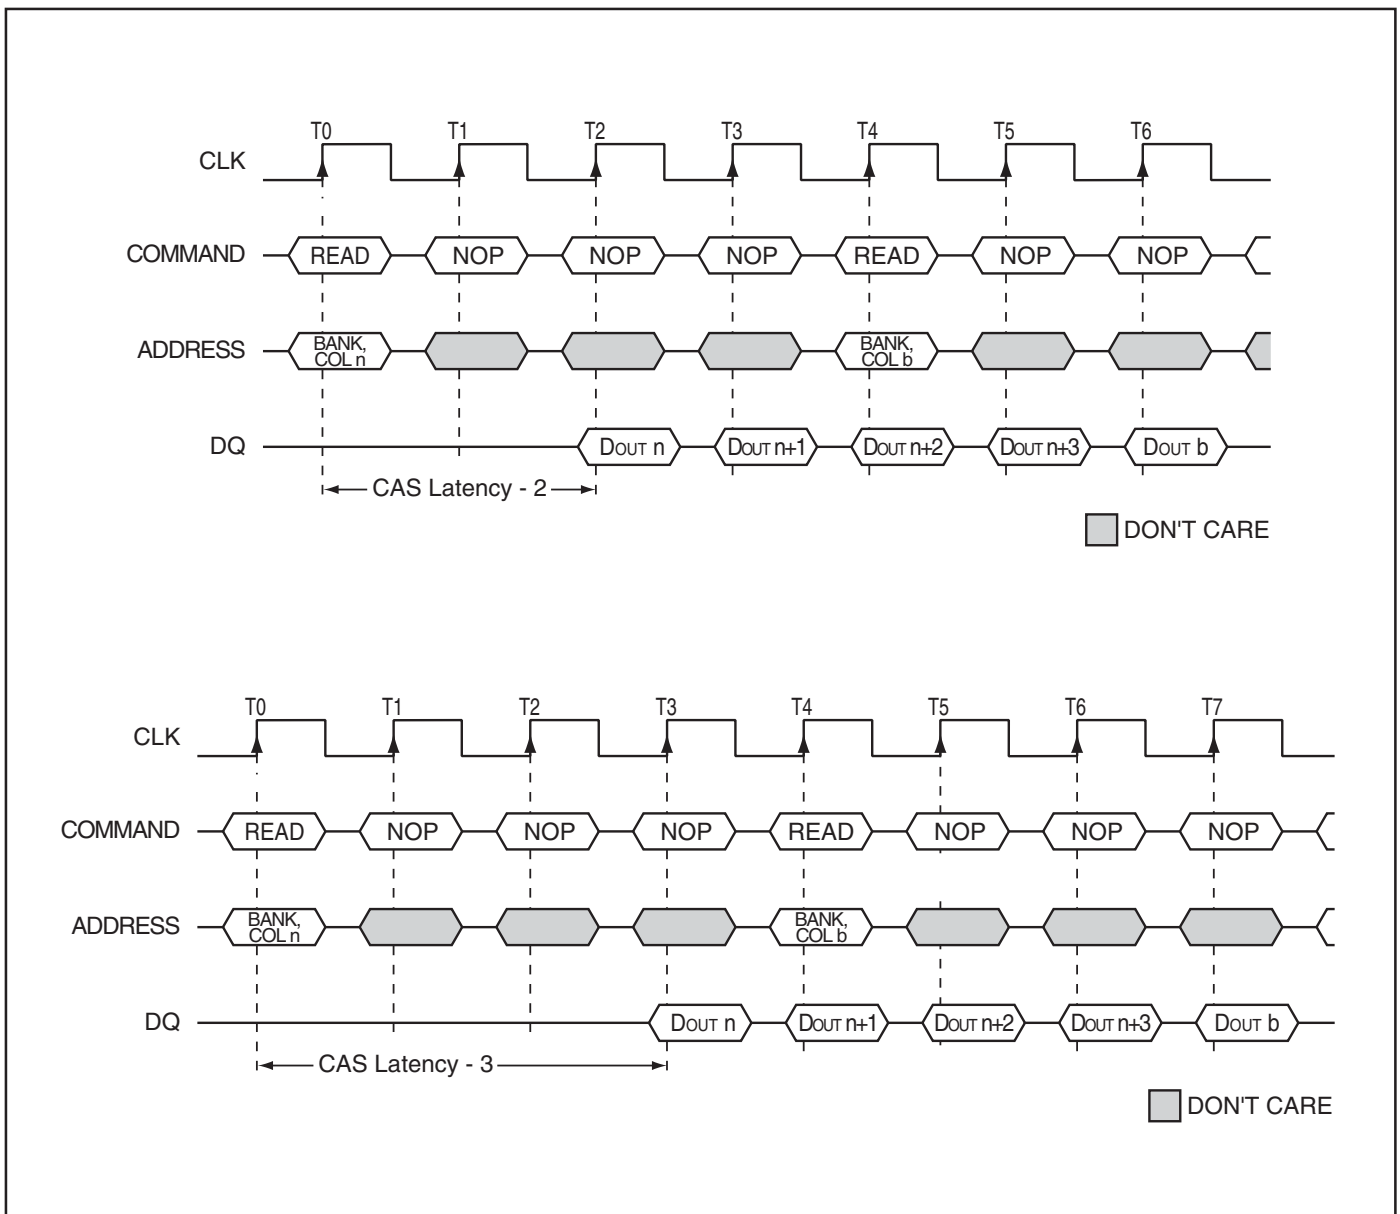 T0 T1 T2 T3 T4 T5 T6
CLK
COMMAND READ NOP NOP NOP READ NOP NOP
ADDRESS BANK, COL n BANK, COL b
DQ DOUT n DOUT n+1 DOUT n+2 DOUT n+3 DOUT b
CAS Latency - 2
DON'T CARE
T0 T1 T2 T3 T4 T5 T6 T7
CLK
COMMAND READ NOP NOP NOP READ NOP NOP NOP
ADDRESS BANK, COL n BANK, COL b
DQ DOUT n DOUT n+1 DOUT n+2 DOUT n+3 DOUT b
CAS Latency - 3
DON'T CARE